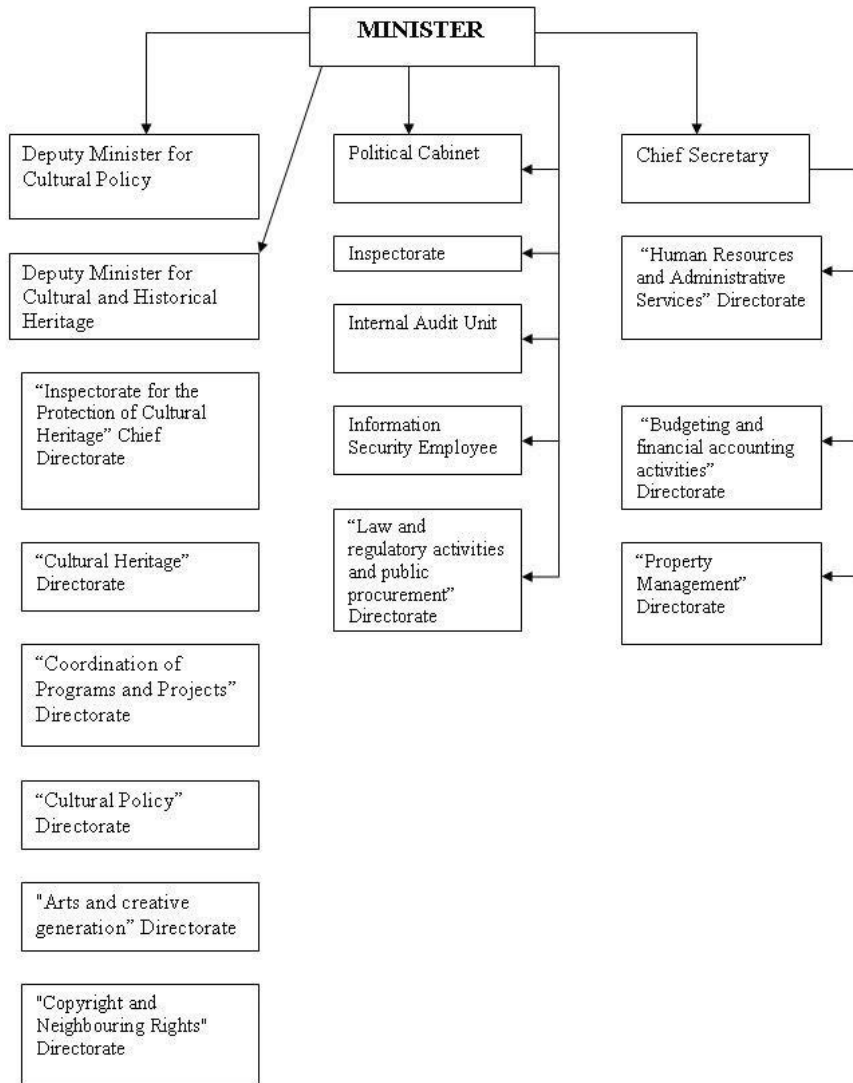 MINISTER
Deputy Minister for
Cultural Policy
Deputy Minister for
Cultural and Historical
Heritage
“Inspectorate for the
Protection of Cultural
Heritage” Chief
Directorate
“Cultural Heritage”
Directorate
“Coordination of
Programs and Projects”
Directorate
“Cultural Policy”
Directorate
"Arts and creative
generation” Directorate
"Copyright and
Neighbouring Rights"
Directorate
Political Cabinet
Inspectorate
Internal Audit Unit
Information
Security Employee
“Law and
regulatory activities
and public
procurement”
Directorate
Chief Secretary
“Human Resources
and Administrative
Services” Directorate
“Budgeting and
financial accounting
activities”
Directorate
“Property
Management”
Directorate